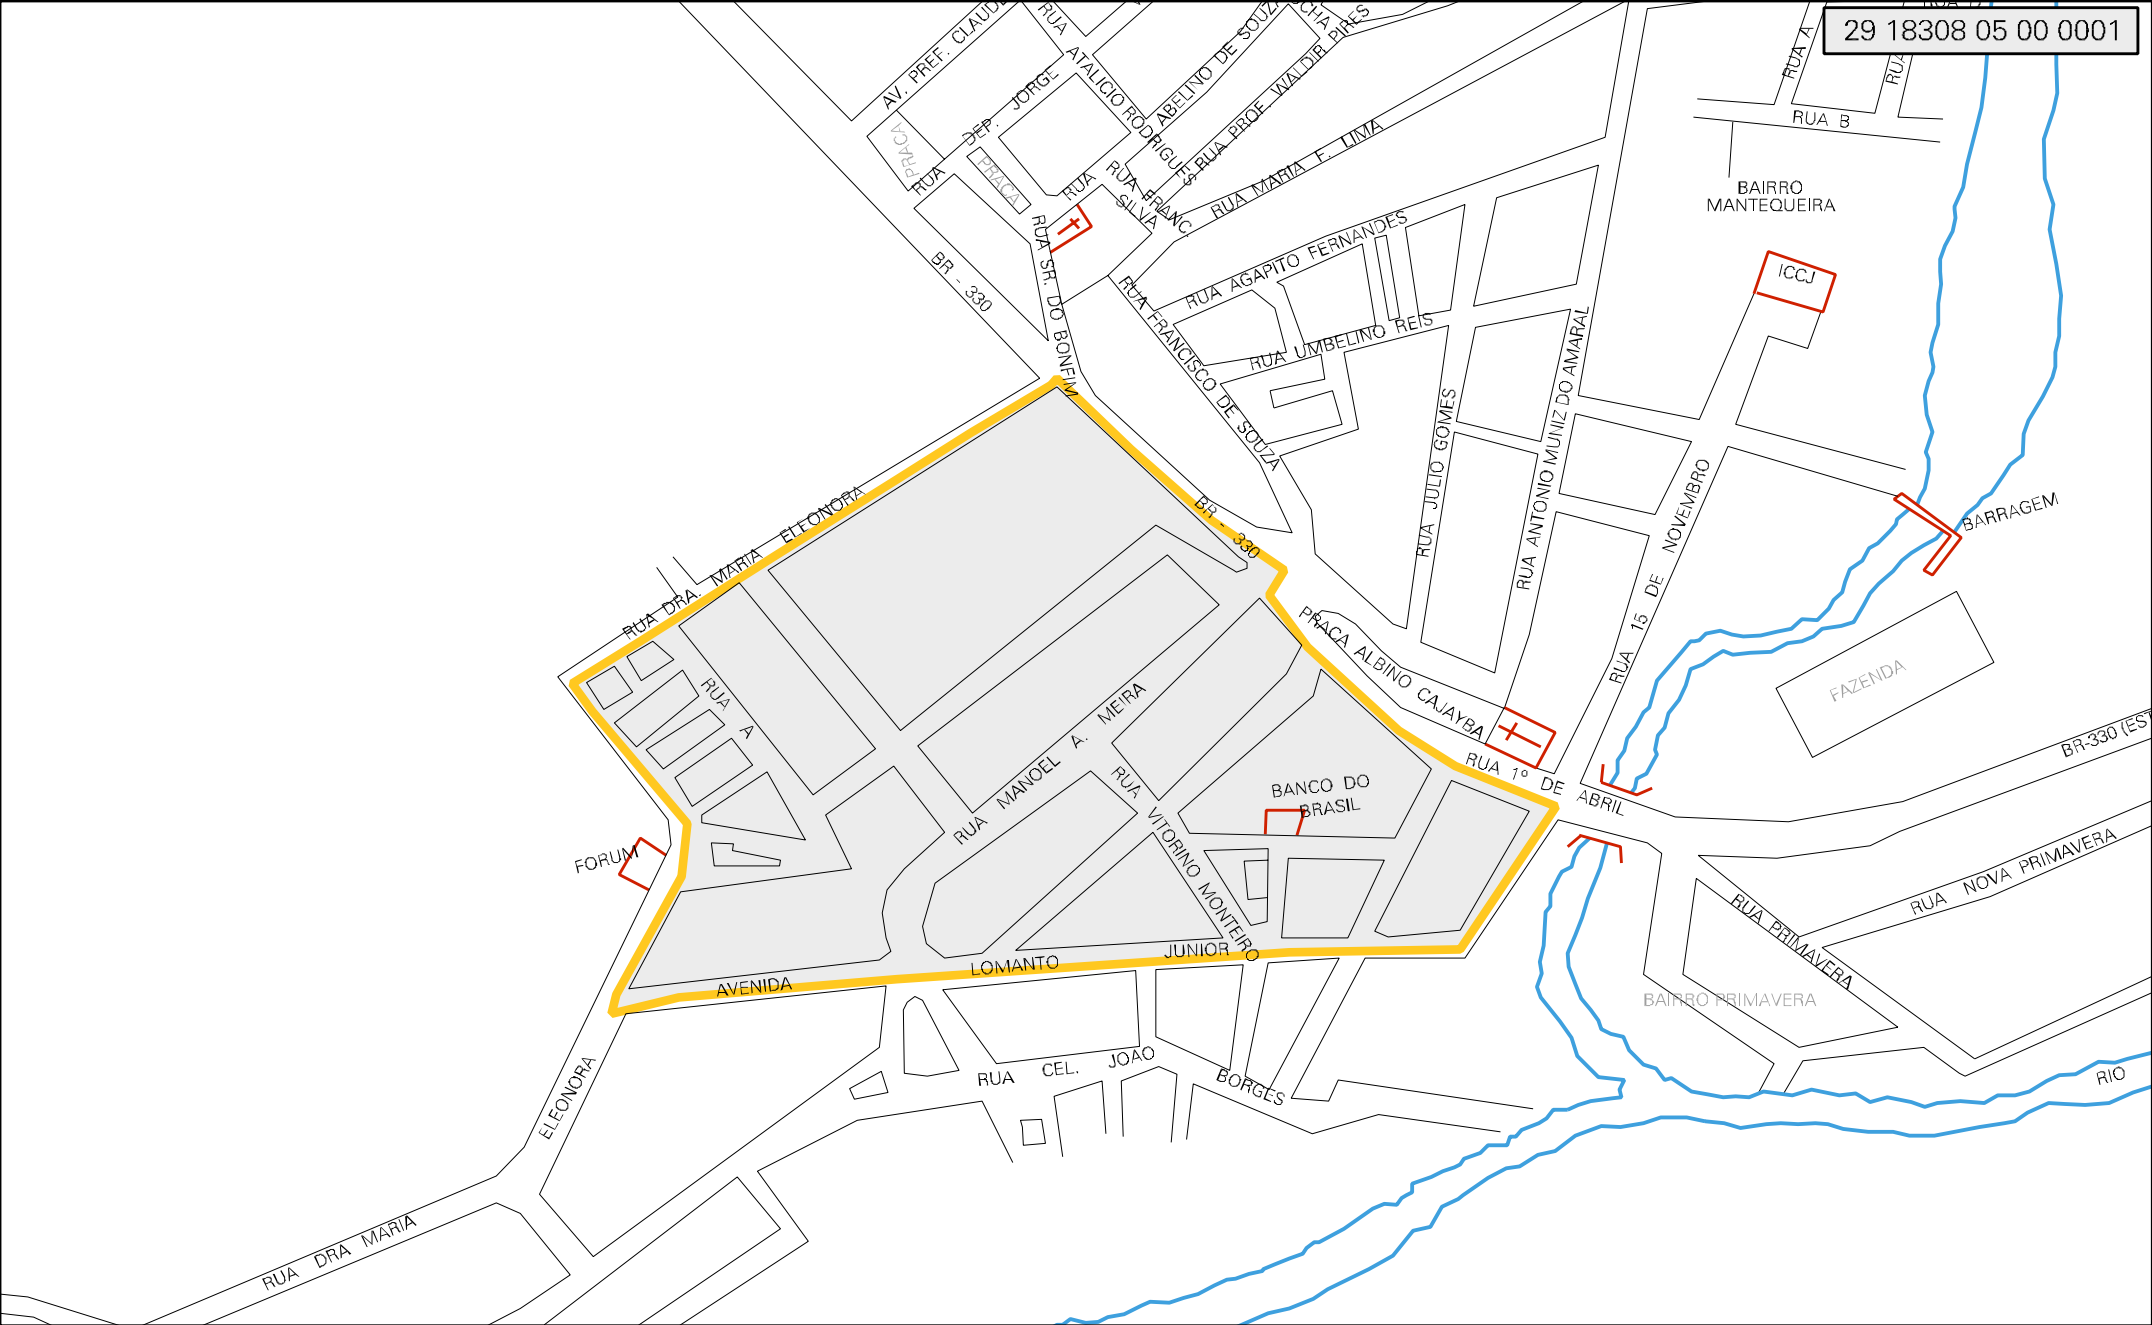 29 18308 05 00 0001
AV. PREF. CLAUDE
RUA ATALICIO RODRIGUES
RUA DEP. JORGE
PRACA
PRACA
ABELINO DE SOUZA
RUA
RUA PROF. WALDIR PIRES
RUA FRANC.
SILVA
RUA MARIA F. LIMA
RUA A
RUA
RUA B
BAIRRO
MANTEQUEIRA
RUA SR. DO BONFIM
BR - 330
RUA AGAPITO FERNANDES
RUA FRANCISCO DE SOUZA
RUA UMBELINO REIS
ICCJ
RUA JULIO GOMES
RUA ANTONIO MUNIZ DO AMARAL
RUA 15 DE NOVEMBRO
BARRAGEM
RUA DRA. MARIA ELEONORA
BR - 330
PRACA ALBINO CAJAYBA
FAZENDA
RUA A
RUA MANOEL A. MEIRA
RUA VITORINO MONTEIRO
BANCO DO
BRASIL
RUA 1º DE ABRIL
BR-330 (EST
FORUM
RUA NOVA PRIMAVERA
RUA PRIMAVERA
BAIRRO PRIMAVERA
AVENIDA LOMANTO JUNIOR
RUA CEL. JOAO BORGES
RIO
RUA DRA MARIA ELEONORA